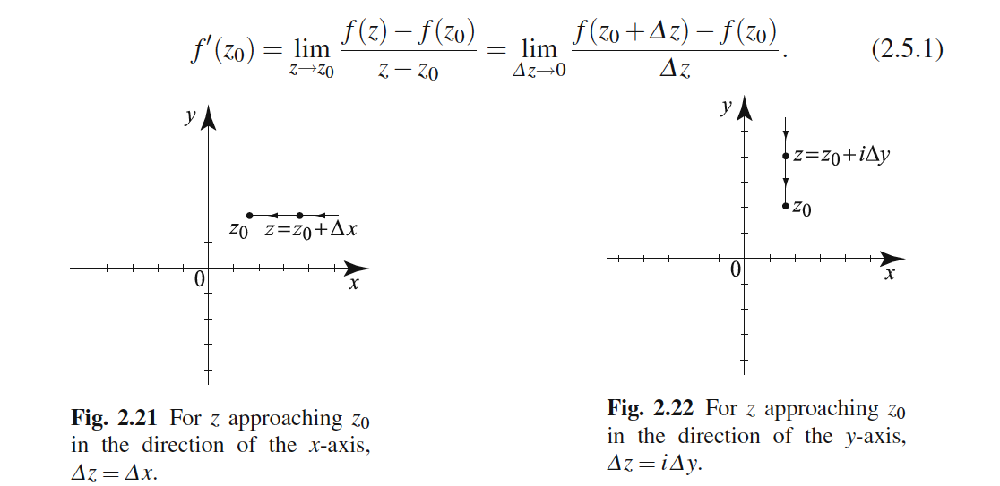 f′(z₀) = lim_{z→z₀} (f(z) − f(z₀))/(z − z₀) = lim_{Δz→0} (f(z₀+Δz) − f(z₀))/Δz. (2.5.1)
y
z₀ z=z₀+Δx
0
x
Fig. 2.21 For z approaching z₀
in the direction of the x-axis,
Δz = Δx.
y
z=z₀+iΔy
z₀
0
x
Fig. 2.22 For z approaching z₀
in the direction of the y-axis,
Δz = iΔy.